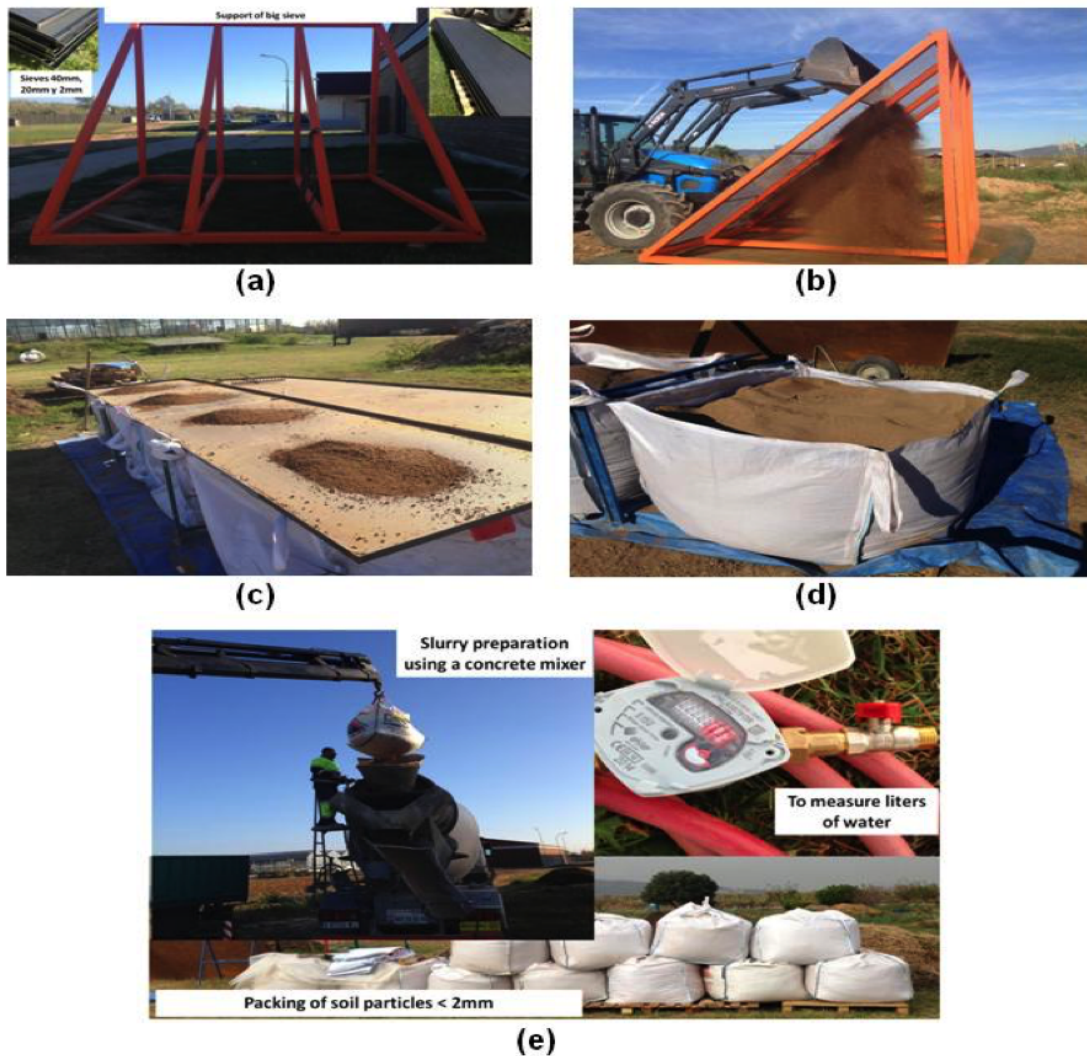 Support of big sieve
Sieves 40mm,
20mm y 2mm
(a)
(b)
(c)
(d)
Slurry preparation
using a concrete mixer
To measure liters
of water
Packing of soil particles < 2mm
(e)